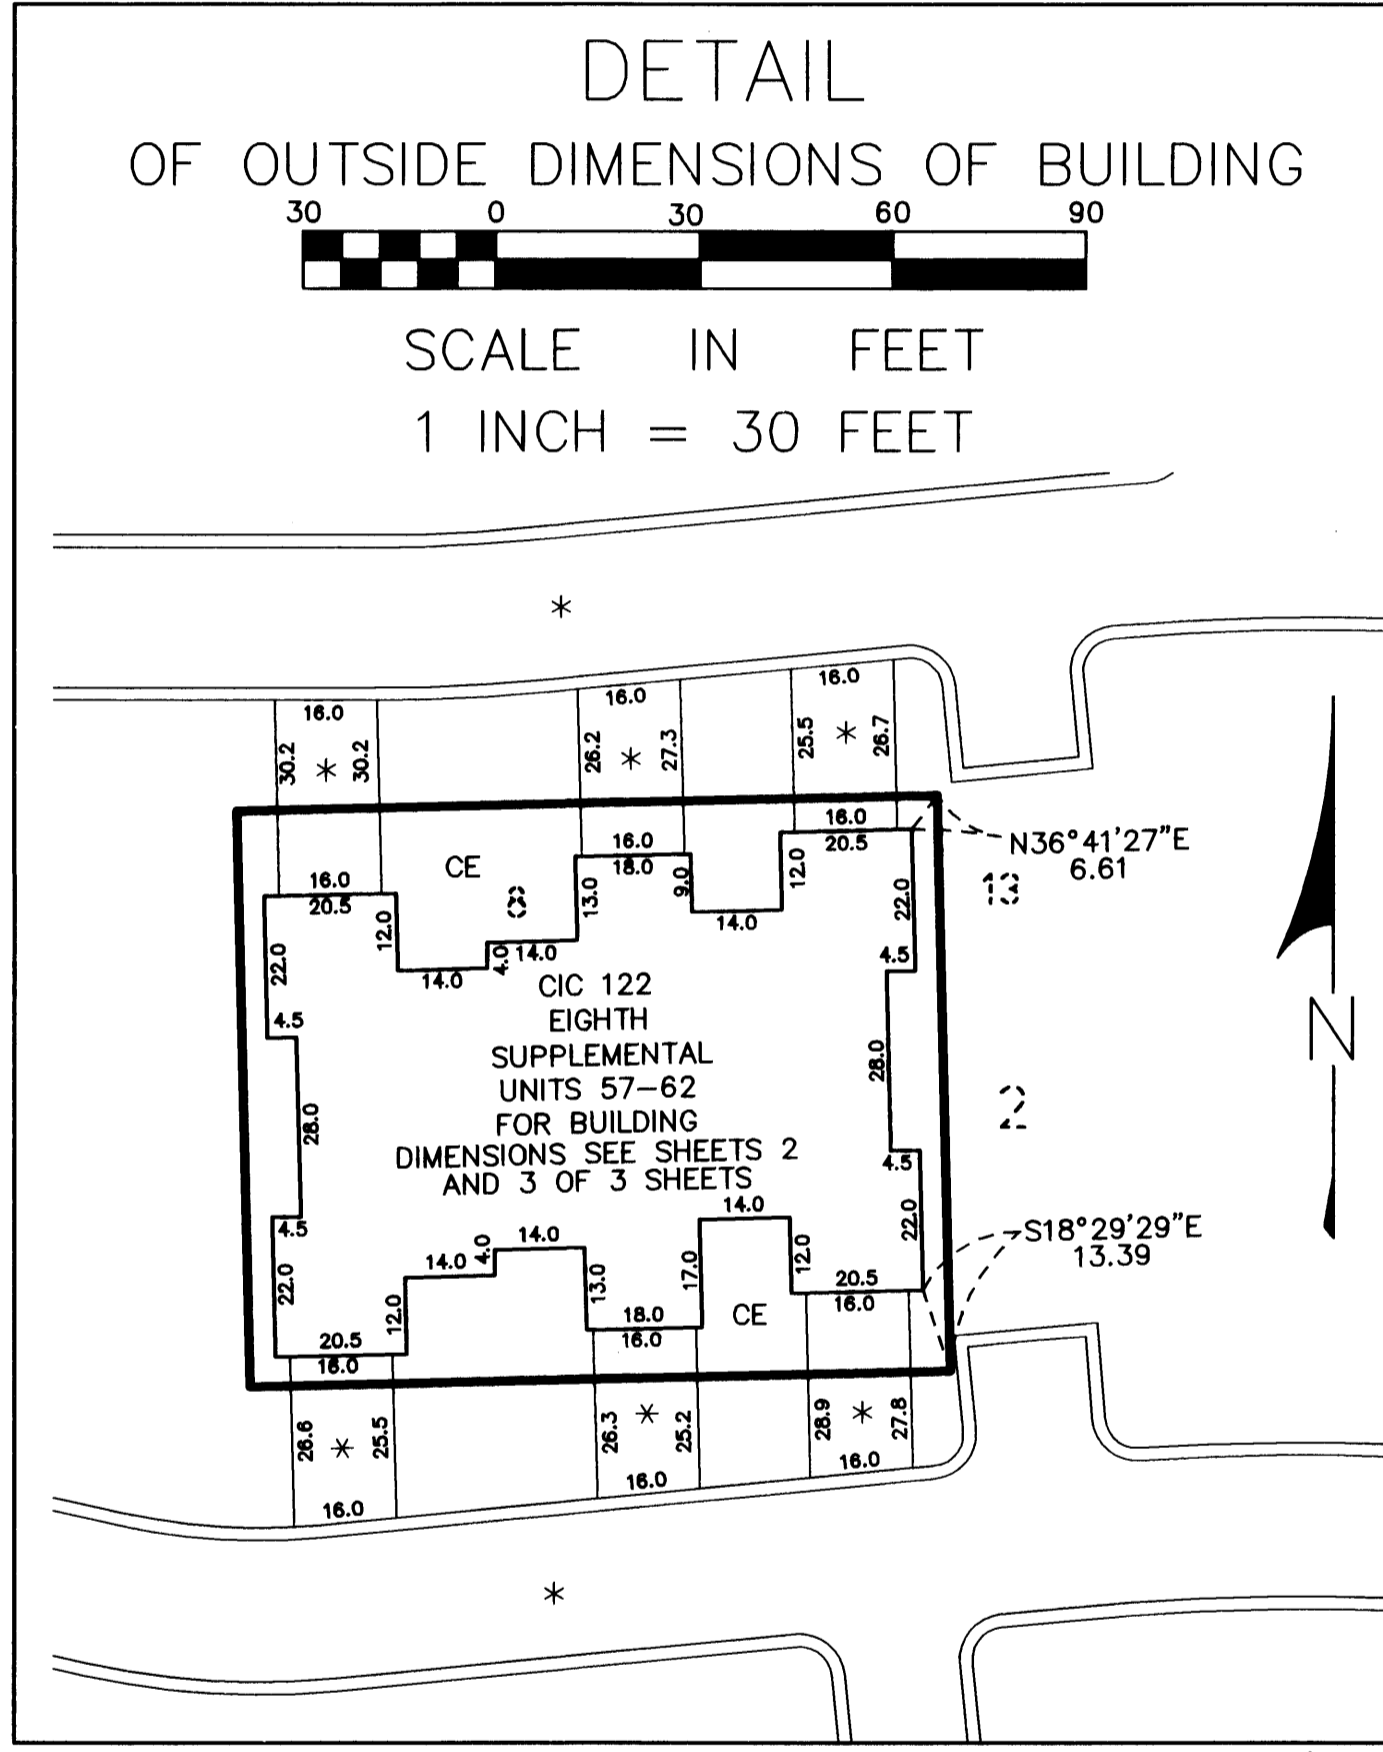 DETAIL
OF OUTSIDE DIMENSIONS OF BUILDING
30 0 30 60 90
SCALE IN FEET
1 INCH = 30 FEET
*
16.0
16.0
16.0
30.2 * 30.2
26.2 * 27.3
25.5 * 26.7
16.0
20.5
12.0
22.0
4.5
28.0
4.5
22.0
CE
8
14.0
4.0
14.0
13.0
16.0
18.0
9.0
14.0
12.0
16.0
20.5
22.0
4.5
28.0
4.5
22.0
N36°41'27"E
6.61
2
S18°29'29"E
13.39
N
CIC 122
EIGHTH
SUPPLEMENTAL
UNITS 57-62
FOR BUILDING
DIMENSIONS SEE SHEETS 2
AND 3 OF 3 SHEETS
20.5
16.0
12.0
14.0
4.0
14.0
13.0
18.0
16.0
17.0
14.0
CE
12.0
20.5
16.0
26.6 * 25.5
16.0
26.3 * 25.2
16.0
28.9 * 27.8
16.0
*